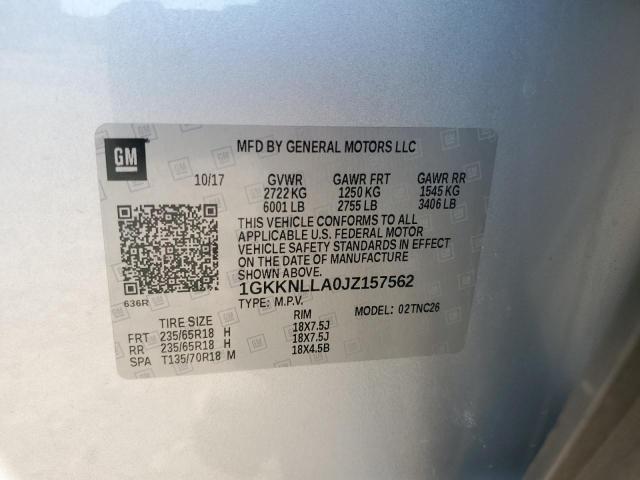 GM
MFD BY GENERAL MOTORS LLC
10/17 GVWR GAWR FRT GAWR RR
2722 KG 1250 KG 1545 KG
6001 LB 2755 LB 3406 LB
THIS VEHICLE CONFORMS TO ALL
APPLICABLE U.S. FEDERAL MOTOR
VEHICLE SAFETY STANDARDS IN EFFECT
ON THE DATE OF MANUFACTURE
SHOWN ABOVE.
636R
1GKKNLLA0JZ157562
TYPE: M.P.V. MODEL: 02TNC26
TIRE SIZE RIM
FRT 235/65R18 H 18X7.5J
RR 235/65R18 H 18X7.5J
SPA T135/70R18 M 18X4.5B